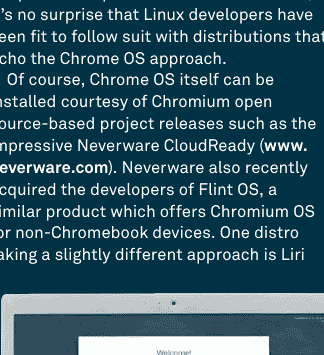 's no surprise that Linux developers have
een fit to follow suit with distributions that
cho the Chrome OS approach.
Of course, Chrome OS itself can be
nstalled courtesy of Chromium open
ource-based project releases such as the
mpressive Neverware CloudReady (www.
everware.com). Neverware also recently
cquired the developers of Flint OS, a
imilar product which offers Chromium OS
or non-Chromebook devices. One distro
aking a slightly different approach is Liri
Welcome!